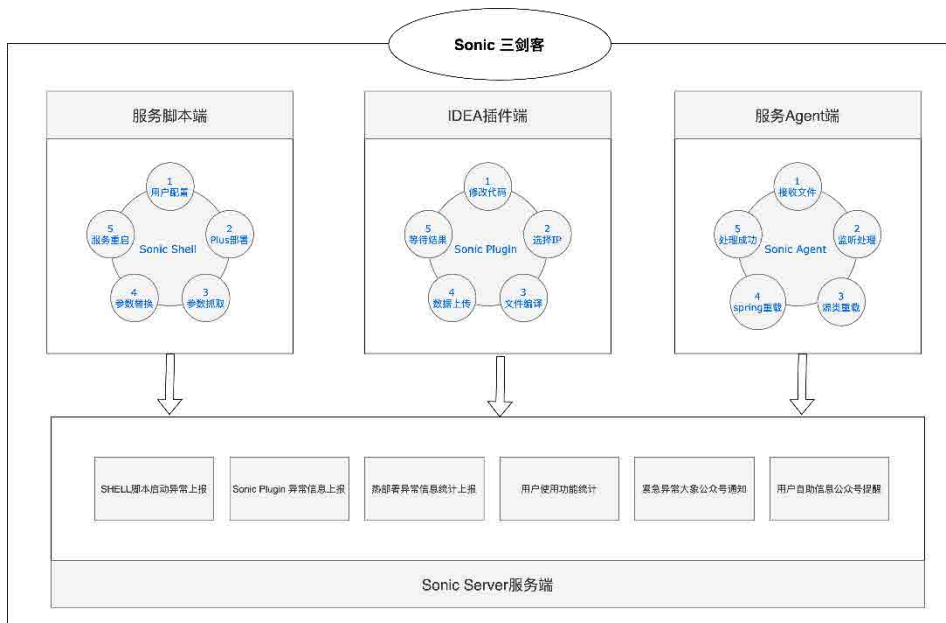 Sonic 三剑客
服务脚本端
1
用户配置
2
Plus部署
3
参数抓取
4
参数替换
5
服务重启
Sonic Shell
IDEA插件端
1
修改代码
2
选择IP
3
文件编译
4
数据上传
5
等待结果
Sonic Plugin
服务Agent端
1
接收文件
2
监听处理
3
源类重载
4
spring重载
5
处理成功
Sonic Agent
SHELL脚本启动异常上报
Sonic Plugin 异常信息上报
热部署异常信息统计上报
用户使用功能统计
紧急异常大象公众号通知
用户自助信息公众号提醒
Sonic Server服务端